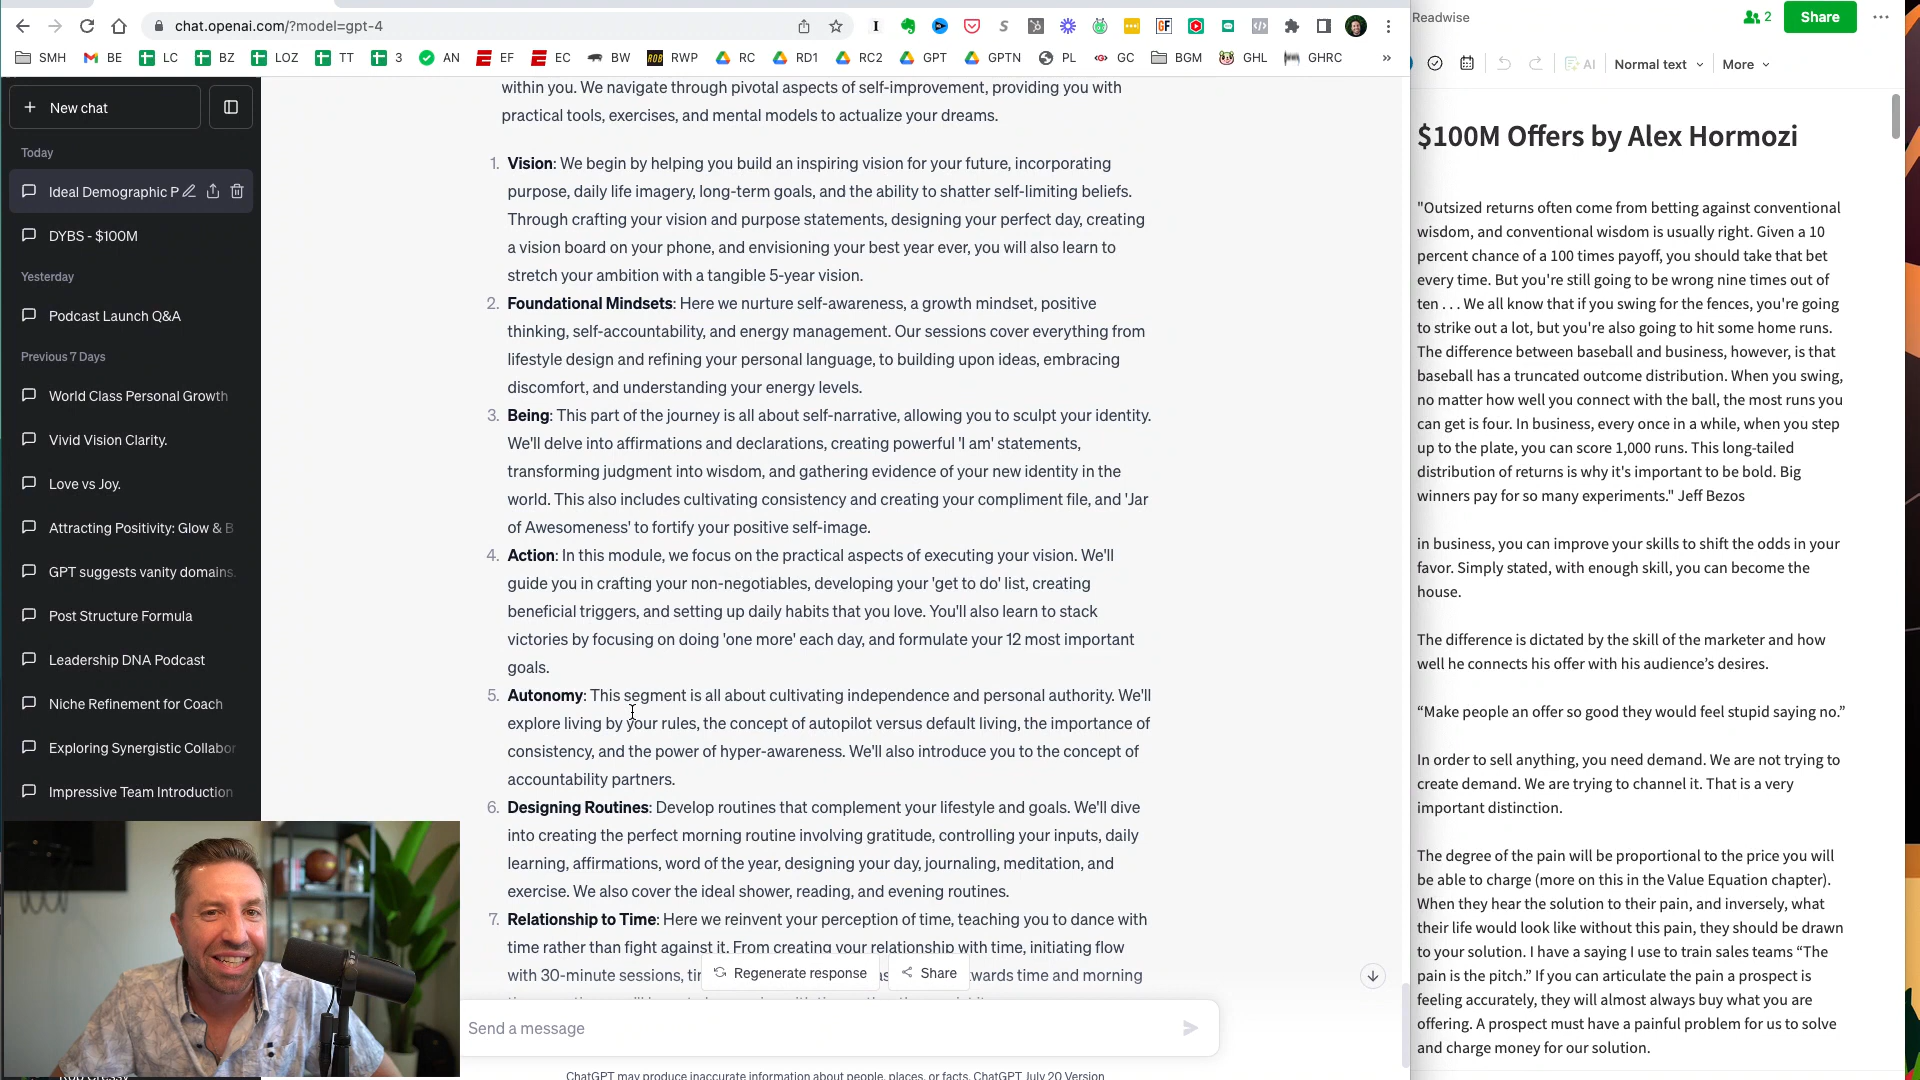 chat.openai.com/?model=gpt-4
SMH
BE
LC
BZ
LOZ
TT
3
AN
EF
EC
BW
RWP
RC
RD1
RC2
GPT
GPTN
PL
GC
BGM
GHL
GHRC
»
New chat
Today
Ideal Demographic P
DYBS - $100M
Yesterday
Podcast Launch Q&A
Previous 7 Days
World Class Personal Growth
Vivid Vision Clarity.
Love vs Joy.
Attracting Positivity: Glow & B
GPT suggests vanity domains.
Post Structure Formula
Leadership DNA Podcast
Niche Refinement for Coach
Exploring Synergistic Collabor
Impressive Team Introduction
within you. We navigate through pivotal aspects of self-improvement, providing you with
practical tools, exercises, and mental models to actualize your dreams.
1. Vision: We begin by helping you build an inspiring vision for your future, incorporating
purpose, daily life imagery, long-term goals, and the ability to shatter self-limiting beliefs.
Through crafting your vision and purpose statements, designing your perfect day, creating
a vision board on your phone, and envisioning your best year ever, you will also learn to
stretch your ambition with a tangible 5-year vision.
2. Foundational Mindsets: Here we nurture self-awareness, a growth mindset, positive
thinking, self-accountability, and energy management. Our sessions cover everything from
lifestyle design and refining your personal language, to building upon ideas, embracing
discomfort, and understanding your energy levels.
3. Being: This part of the journey is all about self-narrative, allowing you to sculpt your identity.
We'll delve into affirmations and declarations, creating powerful 'I am' statements,
transforming judgment into wisdom, and gathering evidence of your new identity in the
world. This also includes cultivating consistency and creating your compliment file, and 'Jar
of Awesomeness' to fortify your positive self-image.
4. Action: In this module, we focus on the practical aspects of executing your vision. We'll
guide you in crafting your non-negotiables, developing your 'get to do' list, creating
beneficial triggers, and setting up daily habits that you love. You'll also learn to stack
victories by focusing on doing 'one more' each day, and formulate your 12 most important
goals.
5. Autonomy: This segment is all about cultivating independence and personal authority. We'll
explore living by your rules, the concept of autopilot versus default living, the importance of
consistency, and the power of hyper-awareness. We'll also introduce you to the concept of
accountability partners.
6. Designing Routines: Develop routines that complement your lifestyle and goals. We'll dive
into creating the perfect morning routine involving gratitude, controlling your inputs, daily
learning, affirmations, word of the year, designing your day, journaling, meditation, and
exercise. We also cover the ideal shower, reading, and evening routines.
7. Relationship to Time: Here we reinvent your perception of time, teaching you to dance with
time rather than fight against it. From creating your relationship with time, initiating flow
with 30-minute sessions, wards time and morning
Regenerate response
Share
Send a message
ChatGPT may produce inaccurate information about people, places, or facts. ChatGPT July 20 Version
Readwise
2
Share
AI
Normal text
More
$100M Offers by Alex Hormozi
"Outsized returns often come from betting against conventional
wisdom, and conventional wisdom is usually right. Given a 10
percent chance of a 100 times payoff, you should take that bet
every time. But you're still going to be wrong nine times out of
ten . . . We all know that if you swing for the fences, you're going
to strike out a lot, but you're also going to hit some home runs.
The difference between baseball and business, however, is that
baseball has a truncated outcome distribution. When you swing,
no matter how well you connect with the ball, the most runs you
can get is four. In business, every once in a while, when you step
up to the plate, you can score 1,000 runs. This long-tailed
distribution of returns is why it's important to be bold. Big
winners pay for so many experiments." Jeff Bezos
in business, you can improve your skills to shift the odds in your
favor. Simply stated, with enough skill, you can become the
house.
The difference is dictated by the skill of the marketer and how
well he connects his offer with his audience’s desires.
“Make people an offer so good they would feel stupid saying no.”
In order to sell anything, you need demand. We are not trying to
create demand. We are trying to channel it. That is a very
important distinction.
The degree of the pain will be proportional to the price you will
be able to charge (more on this in the Value Equation chapter).
When they hear the solution to their pain, and inversely, what
their life would look like without this pain, they should be drawn
to your solution. I have a saying I use to train sales teams “The
pain is the pitch.” If you can articulate the pain a prospect is
feeling accurately, they will almost always buy what you are
offering. A prospect must have a painful problem for us to solve
and charge money for our solution.